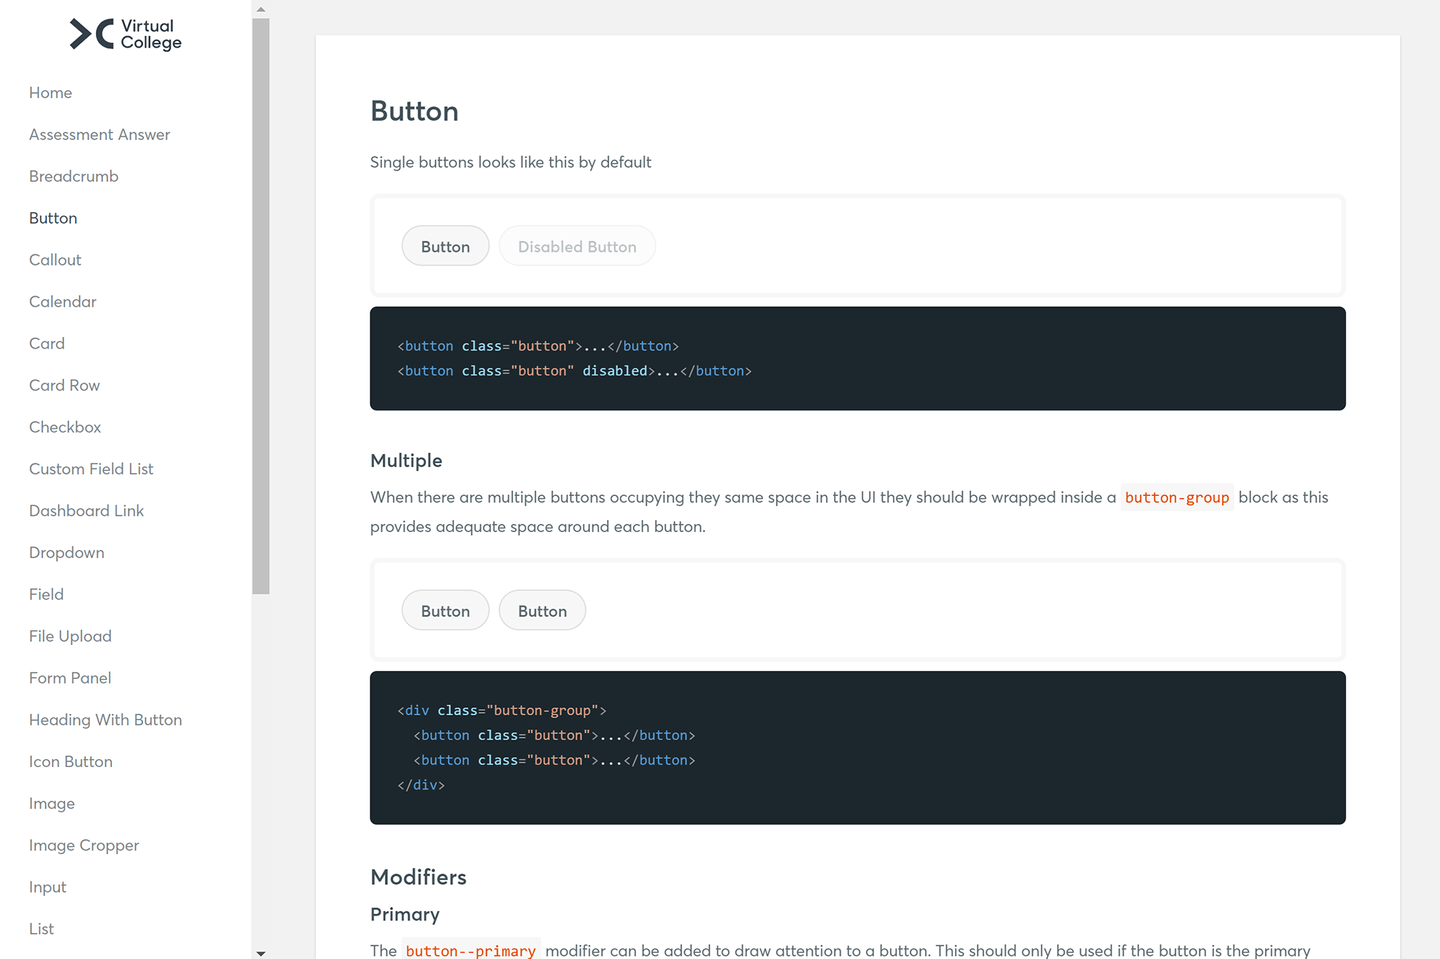 Virtual
College
Home
Assessment Answer
Breadcrumb
Button
Callout
Calendar
Card
Card Row
Checkbox
Custom Field List
Dashboard Link
Dropdown
Field
File Upload
Form Panel
Heading With Button
Icon Button
Image
Image Cropper
Input
List
Button
Single buttons looks like this by default
Button Disabled Button
<button class="button">...</button>
<button class="button" disabled>...</button>
Multiple
When there are multiple buttons occupying they same space in the UI they should be wrapped inside a button-group block as this
provides adequate space around each button.
Button Button
<div class="button-group">
  <button class="button">...</button>
  <button class="button">...</button>
</div>
Modifiers
Primary
The button--primary modifier can be added to draw attention to a button. This should only be used if the button is the primary